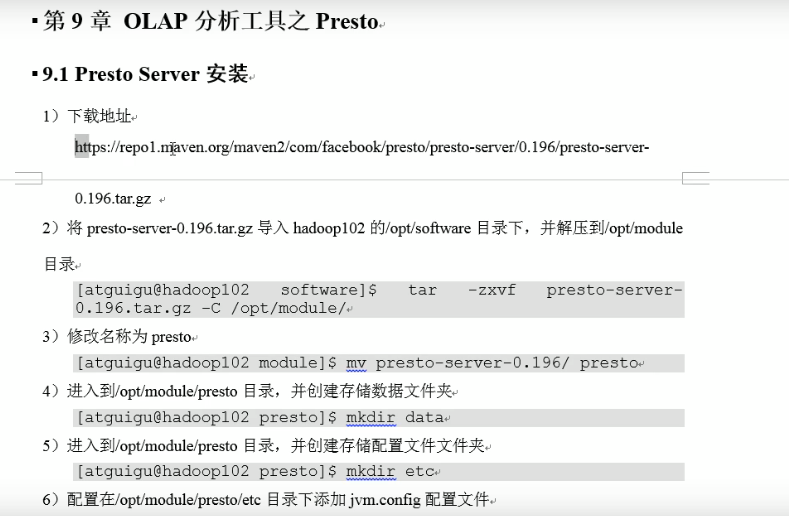 第 9 章 OLAP 分析工具之 Presto
9.1 Presto Server 安装
1）下载地址
https://repo1.maven.org/maven2/com/facebook/presto/presto-server/0.196/presto-server-
0.196.tar.gz
2）将 presto-server-0.196.tar.gz 导入 hadoop102 的/opt/software 目录下，并解压到/opt/module
目录
[atguigu@hadoop102 software]$ tar -zxvf presto-server-
0.196.tar.gz -C /opt/module/
3）修改名称为 presto
[atguigu@hadoop102 module]$ mv presto-server-0.196/ presto
4）进入到/opt/module/presto 目录，并创建存储数据文件夹
[atguigu@hadoop102 presto]$ mkdir data
5）进入到/opt/module/presto 目录，并创建存储配置文件文件夹
[atguigu@hadoop102 presto]$ mkdir etc
6）配置在/opt/module/presto/etc 目录下添加 jvm.config 配置文件